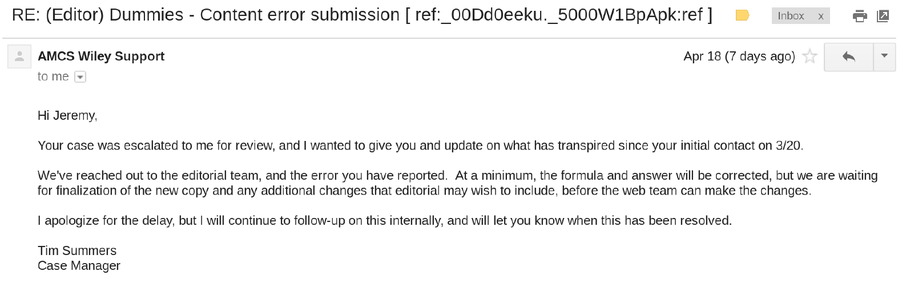 RE: (Editor) Dummies - Content error submission [ ref:_00Dd0eeku._5000W1BpApk:ref ]
Inbox x
AMCS Wiley Support
Apr 18 (7 days ago)
to me
Hi Jeremy,
Your case was escalated to me for review, and I wanted to give you and update on what has transpired since your initial contact on 3/20.
We've reached out to the editorial team, and the error you have reported.  At a minimum, the formula and answer will be corrected, but we are waiting
for finalization of the new copy and any additional changes that editorial may wish to include, before the web team can make the changes.
I apologize for the delay, but I will continue to follow-up on this internally, and will let you know when this has been resolved.
Tim Summers
Case Manager